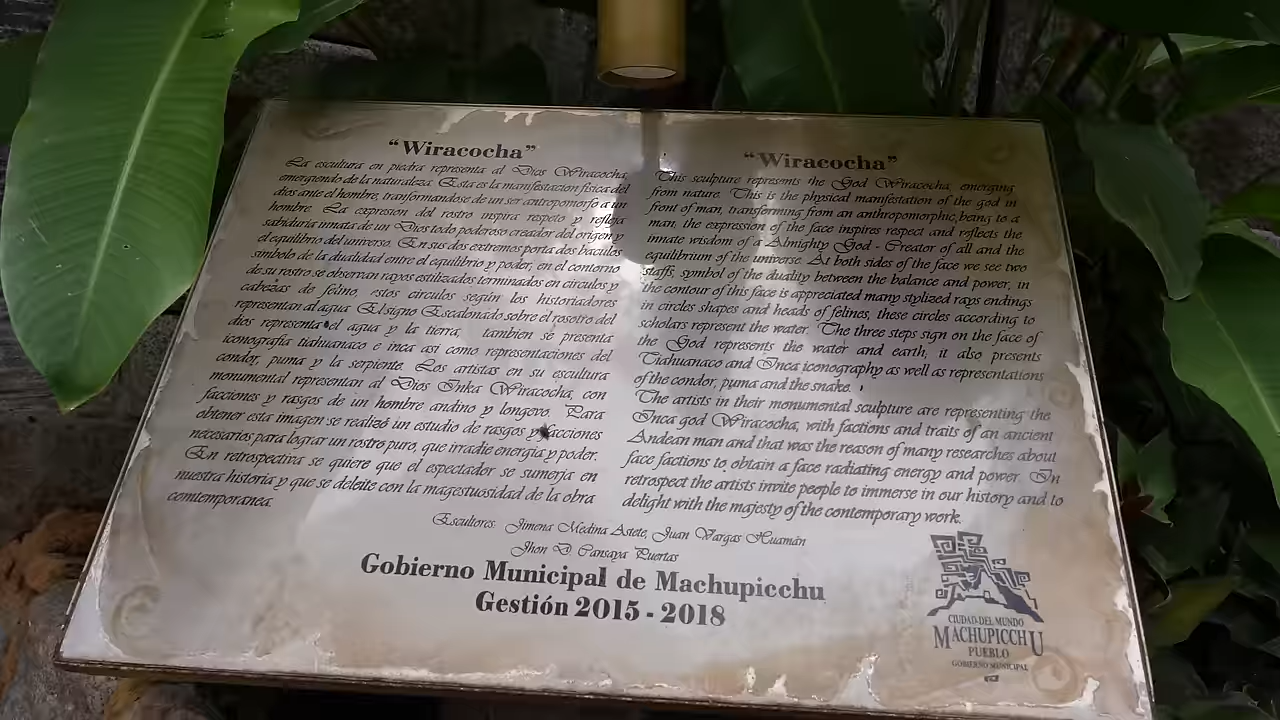 “Wiracocha”
La escultura en piedra representa al Dios Wiracocha,
emergiendo de la naturaleza. Esta es la manifestacion fisica del
dios ante el hombre, tranformandose de un ser antropomorfo a un
hombre. La expresion del rostro inspira respeto y refleja
sabiduria innata de un Dios todo poderoso creador del origen y
el equilibrio del universo. En sus dos extremos porta dos baculos
simbolo de la dualidad entre el equilibrio y poder, en el contorno
de su rostro se observan rayos estilizados terminados en circulos y
cabezas de felino, estos circulos según los historiadores
representan al agua. El signo Escalonado sobre el rosotro del
dios representa el agua y la tierra, tambien se presenta
iconografia tiahuanaco e inca asi como representaciones del
condor, puma y la serpiente. Los artistas en su escultura
monumental representan al Dios Inka Wiracocha, con
facciones y rasgos de un hombre andino y longevo. Para
obtener esta imagen se realizó un estudio de rasgos y facciones
necesarios para lograr un rostro puro, que irradie energia y poder.
En retrospectiva se quiere que el espectador se sumerja en
nuestra historia y que se deleite con la magestuosidad de la obra
comtemporanea.
“Wiracocha”
This sculpture represents the God Wiracocha, emerging
from nature. This is the physical manifestation of the god in
front of man, transforming from an anthropomorphic being to a
man, the expression of the face inspires respect and reflects the
innate wisdom of a Almighty God - Creator of all and the
equilibrium of the universe. At both sides of the face we see two
staffs, symbol of the duality between the balance and power, in
the contour of this face is appreciated many stylized rays endings
in circles shapes and heads of felines, these circles according to
scholars represent the water. The three steps sign on the face of
the God represents the water and earth, it also presents
Tiahuanaco and Inca iconography as well as representations
of the condor, puma and the snake.
The artists in their monumental sculpture are representing the
Inca god Wiracocha, with factions and traits of an ancient
Andean man and that was the reason of many researches about
face factions to obtain a face radiating energy and power. In
retrospect the artists invite people to immerse in our history and to
delight with the majesty of the contemporary work.
Escultores: Jimena Medina Astete, Juan Vargas Huamán
Jhon D. Cansaya Puertas
Gobierno Municipal de Machupicchu
Gestión 2015 - 2018
CIUDAD DEL MUNDO
MACHUPICCHU
PUEBLO
GOBIERNO MUNICIPAL